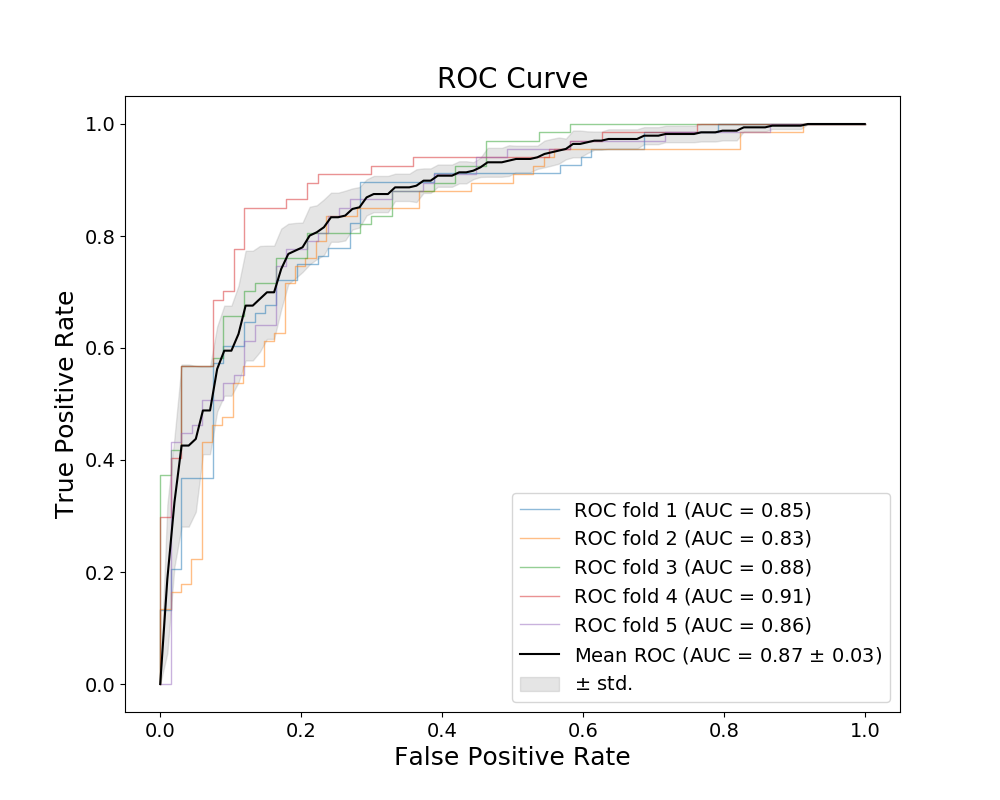 ROC Curve
1.0
0.8
0.6
0.4
0.2
0.0
True Positive Rate
ROC fold 1 (AUC = 0.85)
ROC fold 2 (AUC = 0.83)
ROC fold 3 (AUC = 0.88)
ROC fold 4 (AUC = 0.91)
ROC fold 5 (AUC = 0.86)
Mean ROC (AUC = 0.87 ± 0.03)
± std.
0.0 0.2 0.4 0.6 0.8 1.0
False Positive Rate